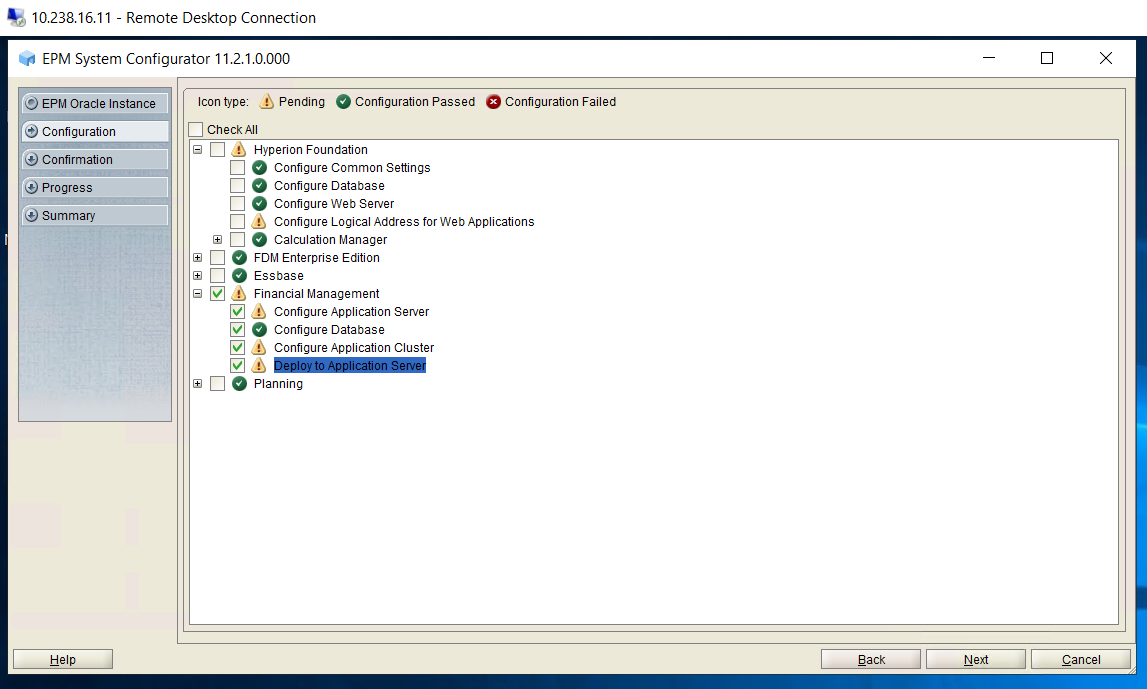 10.238.16.11 - Remote Desktop Connection
EPM System Configurator 11.2.1.0.000
EPM Oracle Instance
Configuration
Confirmation
Progress
Summary
Icon type: Pending Configuration Passed Configuration Failed
Check All
Hyperion Foundation
Configure Common Settings
Configure Database
Configure Web Server
Configure Logical Address for Web Applications
Calculation Manager
FDM Enterprise Edition
Essbase
Financial Management
Configure Application Server
Configure Database
Configure Application Cluster
Deploy to Application Server
Planning
Help Back Next Cancel